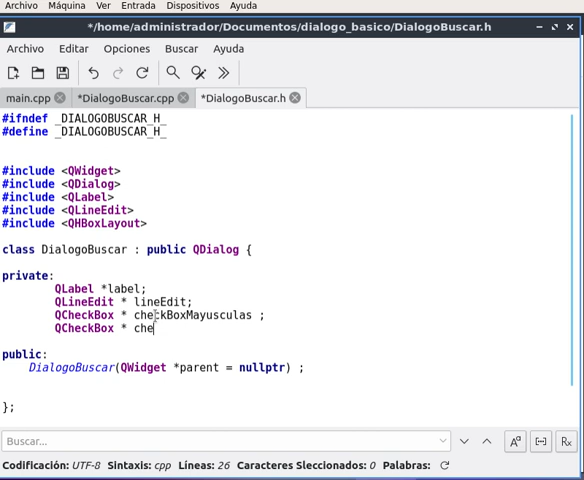 Archivo Máquina Ver Entrada Dispositivos Ayuda
*/home/administrador/Documentos/dialogo_basico/DialogoBuscar.h
Archivo Editar Opciones Buscar Ayuda
main.cpp *DialogoBuscar.cpp *DialogoBuscar.h
#ifndef _DIALOGOBUSCAR_H_
#define _DIALOGOBUSCAR_H_
#include <QWidget>
#include <QDialog>
#include <QLabel>
#include <QLineEdit>
#include <QHBoxLayout>
class DialogoBuscar : public QDialog {
private:
QLabel *label;
QLineEdit * lineEdit;
QCheckBox * checkBoxMayusculas ;
QCheckBox * che
public:
DialogoBuscar(QWidget *parent = nullptr) ;
};
Buscar... Aª Rx
Codificación: UTF-8 Sintaxis: cpp Líneas: 26 Caracteres Seleccionados: 0 Palabras: